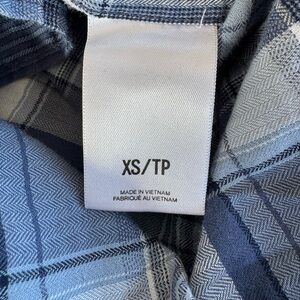 XS/TP
MADE IN VIETNAM
FABRIQUÉ AU VIETNAM